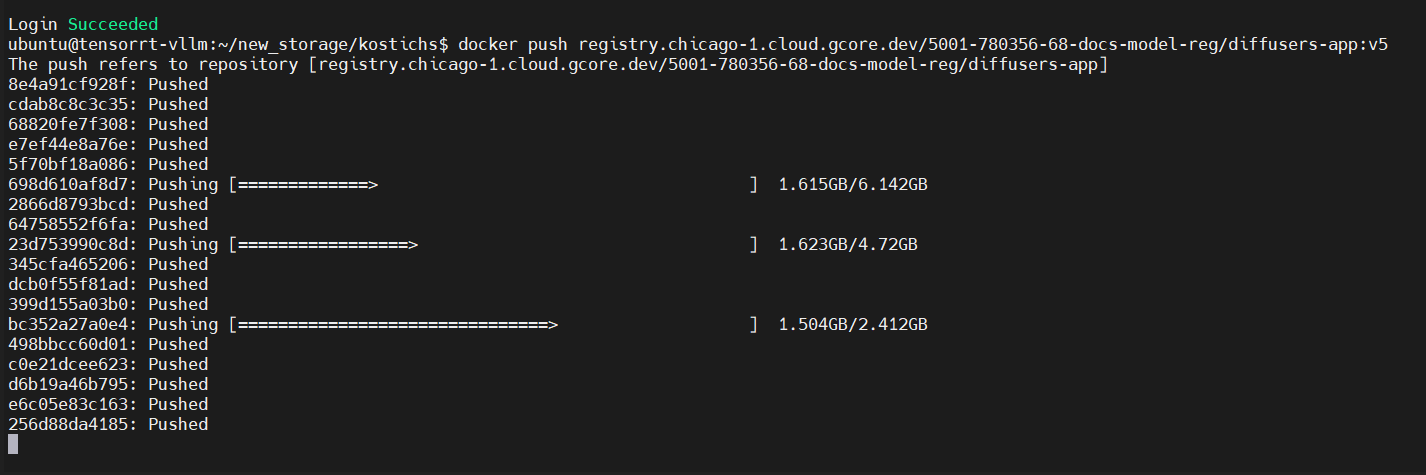 Login Succeeded
ubuntu@tensorrt-vllm:~/new_storage/kostichs$ docker push registry.chicago-1.cloud.gcore.dev/5001-780356-68-docs-model-reg/diffusers-app:v5
The push refers to repository [registry.chicago-1.cloud.gcore.dev/5001-780356-68-docs-model-reg/diffusers-app]
8e4a91cf928f: Pushed
cdab8c8c3c35: Pushed
68820fe7f308: Pushed
e7ef44e8a76e: Pushed
5f70bf18a086: Pushed
698d610af8d7: Pushing [=============>                                     ]  1.615GB/6.142GB
2866d8793bcd: Pushed
64758552f6fa: Pushed
23d753990c8d: Pushing [=================>                                 ]  1.623GB/4.72GB
345cfa465206: Pushed
dcb0f55f81ad: Pushed
399d155a03b0: Pushed
bc352a27a0e4: Pushing [===============================>                   ]  1.504GB/2.412GB
498bbcc60d01: Pushed
c0e21dcee623: Pushed
d6b19a46b795: Pushed
e6c05e83c163: Pushed
256d88da4185: Pushed